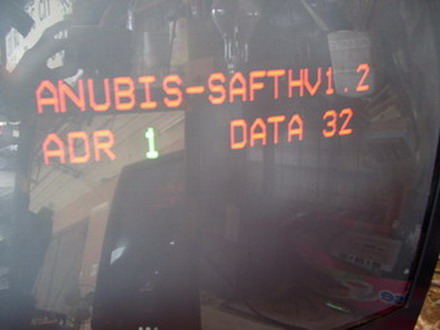 ANUBIS-SAFTHV1.2
ADR 1 DATA 32